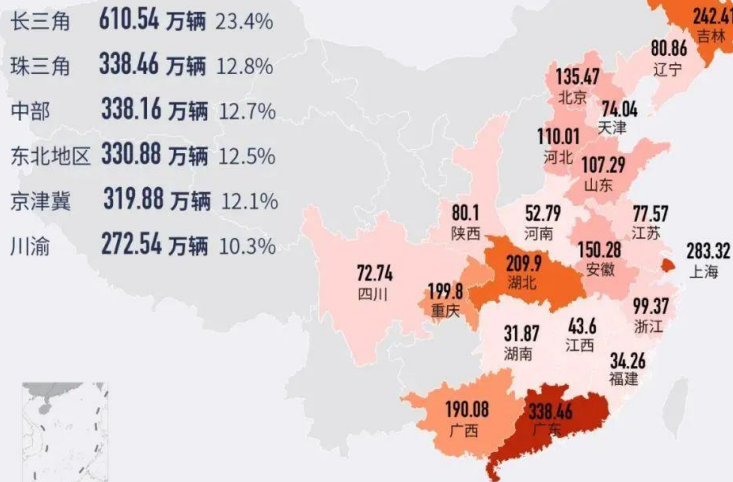 长三角 610.54 万辆 23.4%
珠三角 338.46 万辆 12.8%
中部 338.16 万辆 12.7%
东北地区 330.88 万辆 12.5%
京津冀 319.88 万辆 12.1%
川渝 272.54 万辆 10.3%
242.41
吉林
80.86
辽宁
135.47
北京
74.04
天津
110.01
河北
107.29
山东
80.1
陕西
52.79
河南
77.57
江苏
150.28
安徽
283.32
上海
72.74
四川
199.8
重庆
209.9
湖北
99.37
浙江
31.87
湖南
43.6
江西
34.26
福建
190.08
广西
338.46
广东